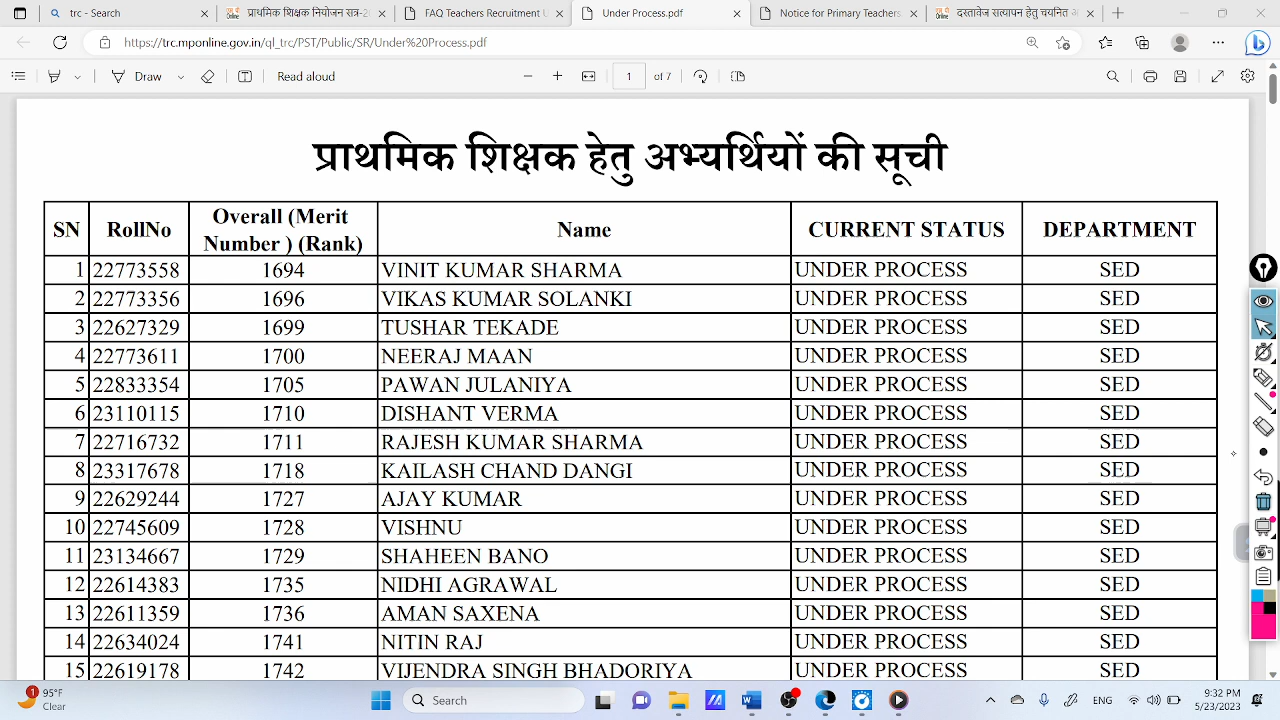 trc - Search
प्राथमिक शिक्षक नियोजन सत्र-2
FAQ Teachers Recruitment U
Under Process.pdf
Notice for Primary Teachers
दस्तावेज सत्यापन हेतु चयनित अ
https://trc.mponline.gov.in/ql_trc/PST/Public/SR/Under%20Process.pdf
Draw
Read aloud
1 of 7
प्राथमिक शिक्षक हेतु अभ्यर्थियों की सूची
SN RollNo Overall (Merit Number ) (Rank) Name CURRENT STATUS DEPARTMENT
1 22773558 1694 VINIT KUMAR SHARMA UNDER PROCESS SED
2 22773356 1696 VIKAS KUMAR SOLANKI UNDER PROCESS SED
3 22627329 1699 TUSHAR TEKADE UNDER PROCESS SED
4 22773611 1700 NEERAJ MAAN UNDER PROCESS SED
5 22833354 1705 PAWAN JULANIYA UNDER PROCESS SED
6 23110115 1710 DISHANT VERMA UNDER PROCESS SED
7 22716732 1711 RAJESH KUMAR SHARMA UNDER PROCESS SED
8 23317678 1718 KAILASH CHAND DANGI UNDER PROCESS SED
9 22629244 1727 AJAY KUMAR UNDER PROCESS SED
10 22745609 1728 VISHNU UNDER PROCESS SED
11 23134667 1729 SHAHEEN BANO UNDER PROCESS SED
12 22614383 1735 NIDHI AGRAWAL UNDER PROCESS SED
13 22611359 1736 AMAN SAXENA UNDER PROCESS SED
14 22634024 1741 NITIN RAJ UNDER PROCESS SED
15 22619178 1742 VIJENDRA SINGH BHADORIYA UNDER PROCESS SED
1
95°F
Clear
Search
ENG
9:32 PM
5/23/2023